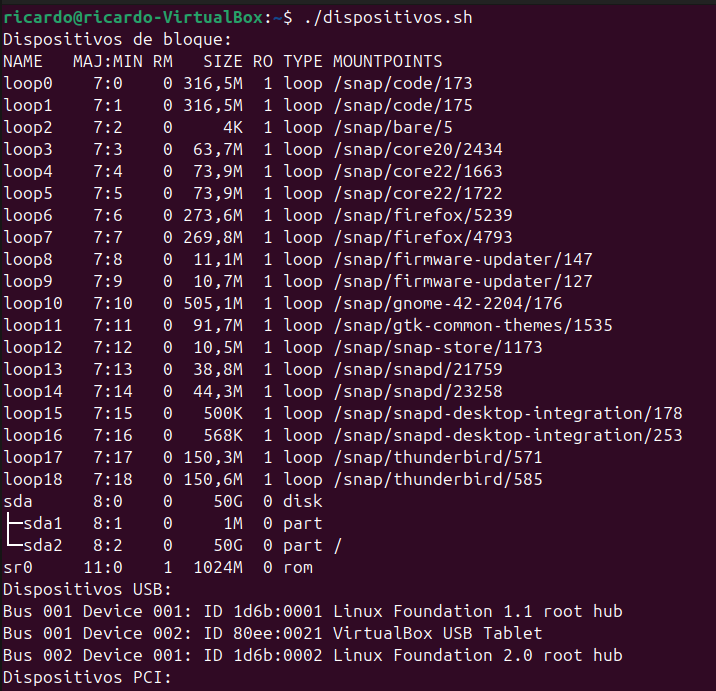 ricardo@ricardo-VirtualBox:~$ ./dispositivos.sh
Dispositivos de bloque:
NAME   MAJ:MIN RM   SIZE RO TYPE MOUNTPOINTS
loop0    7:0    0 316,5M  1 loop /snap/code/173
loop1    7:1    0 316,5M  1 loop /snap/code/175
loop2    7:2    0     4K  1 loop /snap/bare/5
loop3    7:3    0  63,7M  1 loop /snap/core20/2434
loop4    7:4    0  73,9M  1 loop /snap/core22/1663
loop5    7:5    0  73,9M  1 loop /snap/core22/1722
loop6    7:6    0 273,6M  1 loop /snap/firefox/5239
loop7    7:7    0 269,8M  1 loop /snap/firefox/4793
loop8    7:8    0  11,1M  1 loop /snap/firmware-updater/147
loop9    7:9    0  10,7M  1 loop /snap/firmware-updater/127
loop10   7:10   0 505,1M  1 loop /snap/gnome-42-2204/176
loop11   7:11   0  91,7M  1 loop /snap/gtk-common-themes/1535
loop12   7:12   0  10,5M  1 loop /snap/snap-store/1173
loop13   7:13   0  38,8M  1 loop /snap/snapd/21759
loop14   7:14   0  44,3M  1 loop /snap/snapd/23258
loop15   7:15   0   500K  1 loop /snap/snapd-desktop-integration/178
loop16   7:16   0   568K  1 loop /snap/snapd-desktop-integration/253
loop17   7:17   0 150,3M  1 loop /snap/thunderbird/571
loop18   7:18   0 150,6M  1 loop /snap/thunderbird/585
sda      8:0    0    50G  0 disk
├─sda1   8:1    0     1M  0 part
└─sda2   8:2    0    50G  0 part /
sr0     11:0    1  1024M  0 rom
Dispositivos USB:
Bus 001 Device 001: ID 1d6b:0001 Linux Foundation 1.1 root hub
Bus 001 Device 002: ID 80ee:0021 VirtualBox USB Tablet
Bus 002 Device 001: ID 1d6b:0002 Linux Foundation 2.0 root hub
Dispositivos PCI: